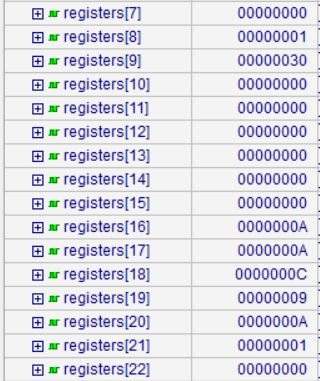 registers[7] 00000000
registers[8] 00000001
registers[9] 00000030
registers[10] 00000000
registers[11] 00000000
registers[12] 00000000
registers[13] 00000000
registers[14] 00000000
registers[15] 00000000
registers[16] 0000000A
registers[17] 0000000A
registers[18] 0000000C
registers[19] 00000009
registers[20] 0000000A
registers[21] 00000001
registers[22] 00000000